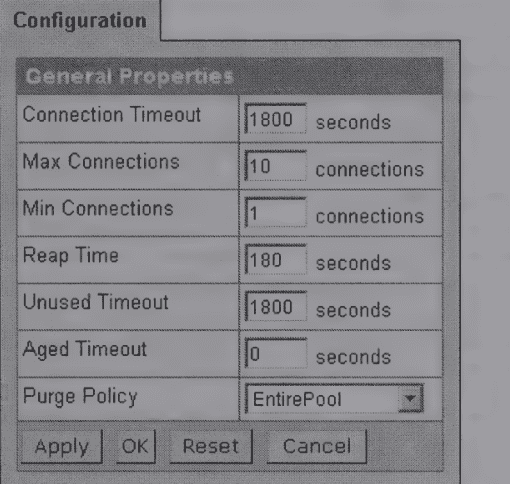 Configuration
General Properties
Connection Timeout 1800 seconds
Max Connections 10 connections
Min Connections 1 connections
Reap Time 180 seconds
Unused Timeout 1800 seconds
Aged Timeout 0 seconds
Purge Policy EntirePool
Apply OK Reset Cancel